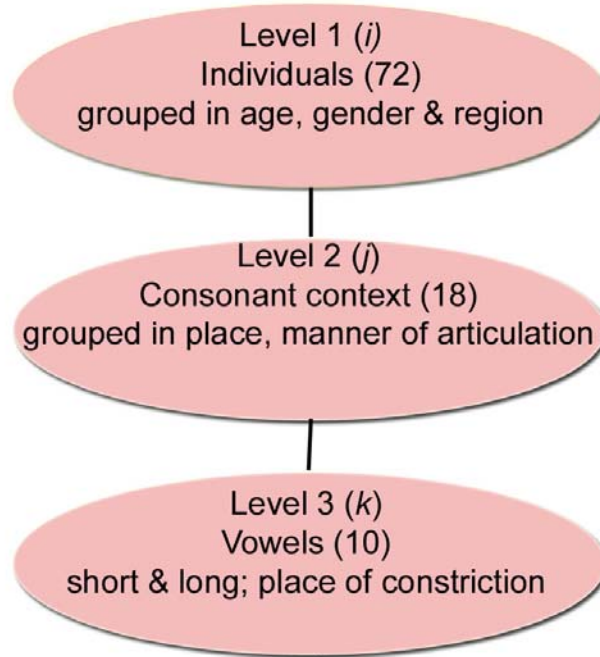 Level 1 (i)
Individuals (72)
grouped in age, gender & region
Level 2 (j)
Consonant context (18)
grouped in place, manner of articulation
Level 3 (k)
Vowels (10)
short & long; place of constriction